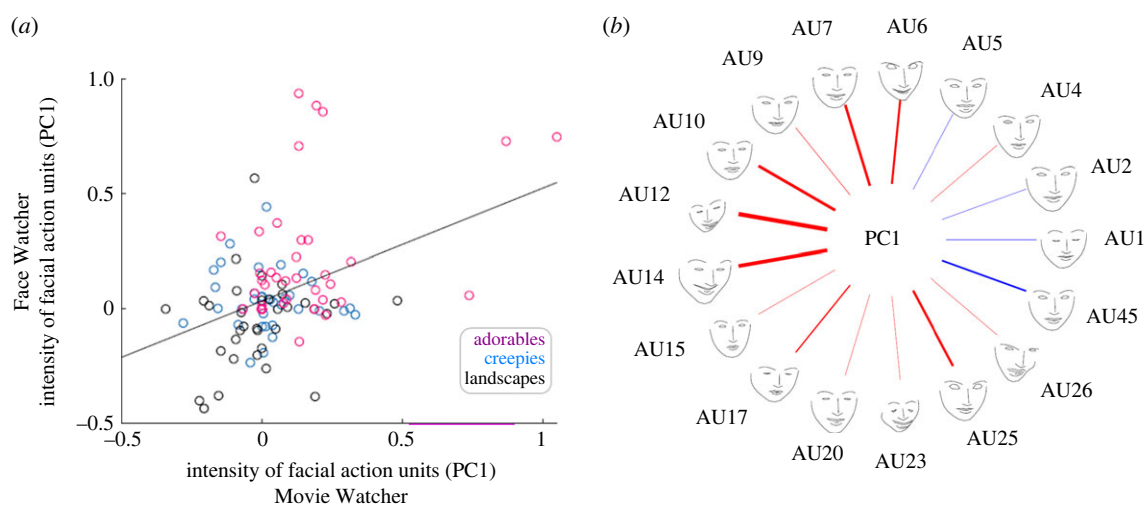 (a)
Face Watcher
intensity of facial action units (PC1)
1.0
0.5
0
–0.5
–0.5
0
0.5
1
adorables
creepies
landscapes
intensity of facial action units (PC1)
Movie Watcher
(b)
AU7
AU6
AU5
AU9
AU4
AU10
AU2
AU12
PC1
AU1
AU14
AU45
AU15
AU26
AU17
AU25
AU20
AU23